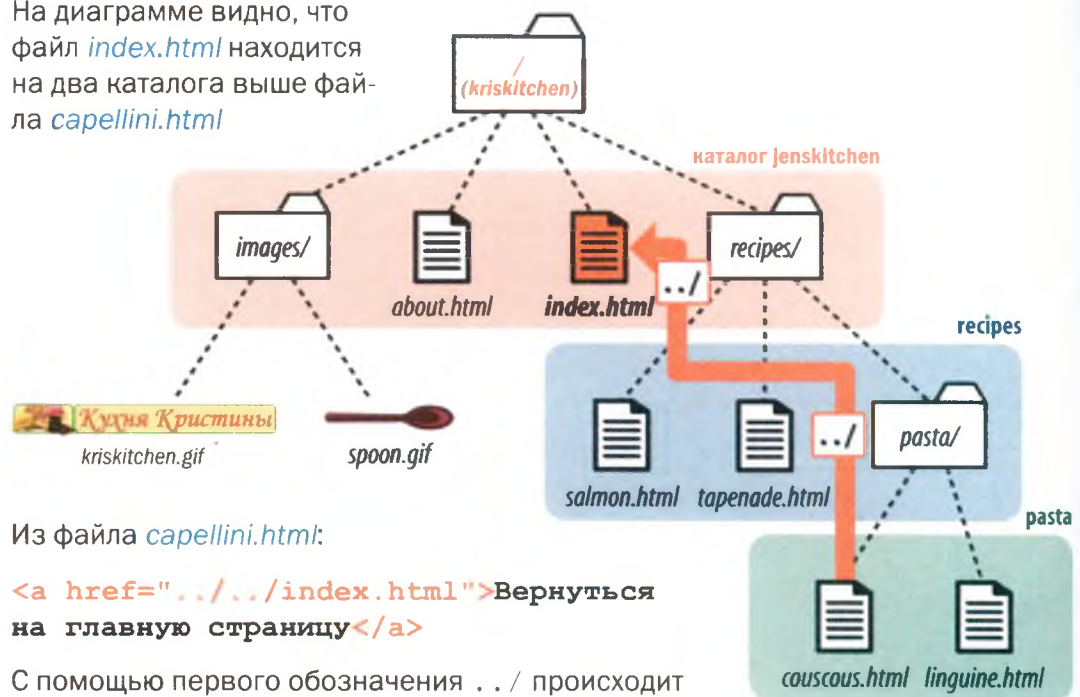 На диаграмме видно, что
файл index.html находится
на два каталога выше фай-
ла capellini.html
/
(kriskitchen)
каталог jenskitchen
images/
about.html
index.html
../
recipes/
recipes
Кухня Кристины
kriskitchen.gif
spoon.gif
salmon.html
tapenade.html
../
pasta/
pasta
Из файла capellini.html:
<a href="../../index.html">Вернуться
на главную страницу</a>
couscous.html
linguine.html
С помощью первого обозначения ../ происходит